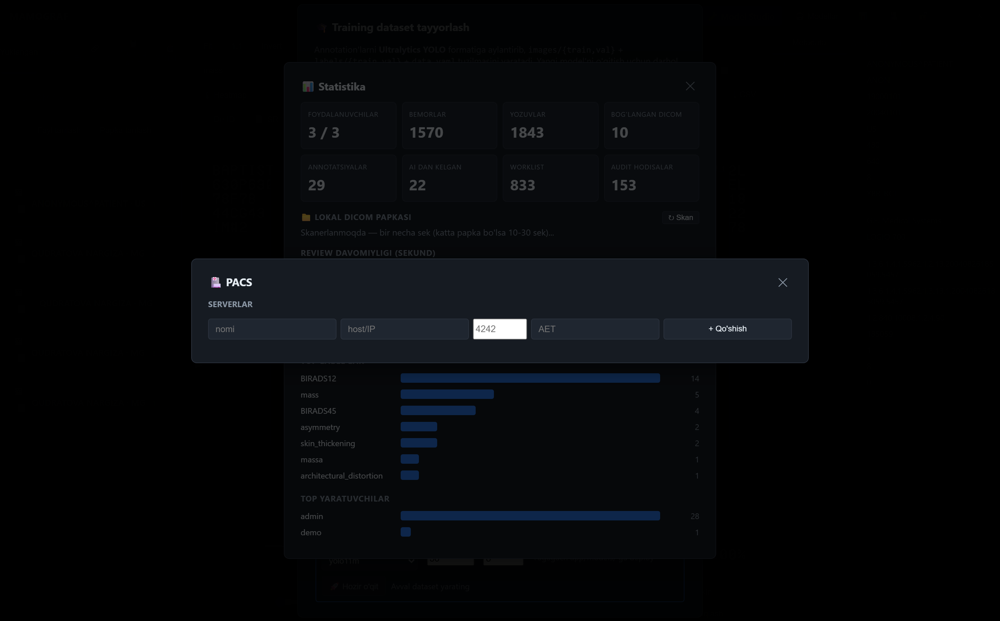 Training dataset tayyorlash
Annotation'larni Ultralytics YOLO formatiga aylantirib, images/{train,val} +
labels/{train,val} + data.yaml tuzilmasini yaratadi. Yangi model'ni o'qitish uchun darhol
Statistika
FOYDALANUVCHILAR
3 / 3
BEMORLAR
1570
YOZUVLAR
1843
BOG'LANGAN DICOM
10
ANNOTATSIYALAR
29
AI DAN KELGAN
22
WORKLIST
833
AUDIT HODISALAR
153
LOKAL DICOM PAPKASI
↻ Skan
Skanerlanmoqda — bir necha sek (katta papka bo'lsa 10-30 sek)...
REVIEW DAVOMIYLIGI (SEKUND)
PACS
SERVERLAR
nomi
host/IP
4242
AET
+ Qo'shish
BIRADS12 14
mass 5
BIRADS45 4
asymmetry 2
skin_thickening 2
massa 1
architectural_distortion 1
TOP YARATUVCHILAR
admin 28
demo 1
yolo11m
Hozir o'qit
Avval dataset yarating